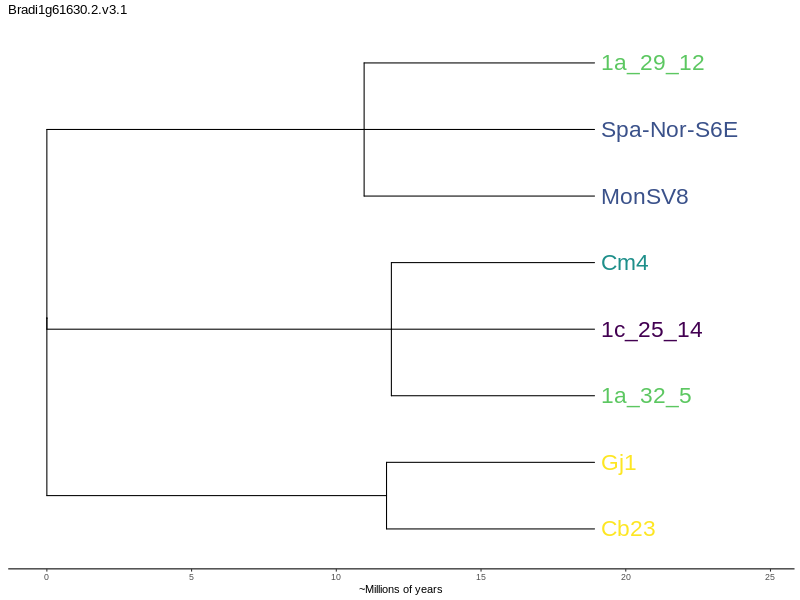 Bradi1g61630.2.v3.1
1a_29_12
Spa-Nor-S6E
MonSV8
Cm4
1c_25_14
1a_32_5
Gj1
Cb23
0 5 10 15 20 25
~Millions of years